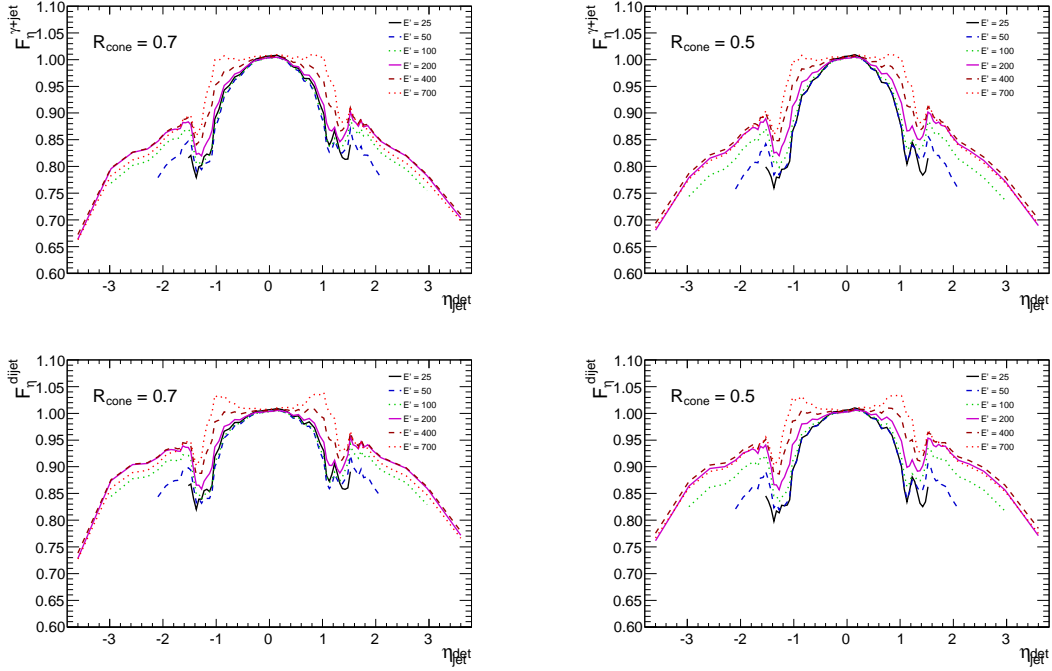 F_η^γ+jet
1.10
1.05
1.00
0.95
0.90
0.85
0.80
0.75
0.70
0.65
0.60
R_cone = 0.7
E' = 25
E' = 50
E' = 100
E' = 200
E' = 400
E' = 700
-3 -2 -1 0 1 2 3
η_jet^det
F_η^γ+jet
1.10
1.05
1.00
0.95
0.90
0.85
0.80
0.75
0.70
0.65
0.60
R_cone = 0.5
E' = 25
E' = 50
E' = 100
E' = 200
E' = 400
E' = 700
-3 -2 -1 0 1 2 3
η_jet^det
F_η^dijet
1.10
1.05
1.00
0.95
0.90
0.85
0.80
0.75
0.70
0.65
0.60
R_cone = 0.7
E' = 25
E' = 50
E' = 100
E' = 200
E' = 400
E' = 700
-3 -2 -1 0 1 2 3
η_jet^det
F_η^dijet
1.10
1.05
1.00
0.95
0.90
0.85
0.80
0.75
0.70
0.65
0.60
R_cone = 0.5
E' = 25
E' = 50
E' = 100
E' = 200
E' = 400
E' = 700
-3 -2 -1 0 1 2 3
η_jet^det